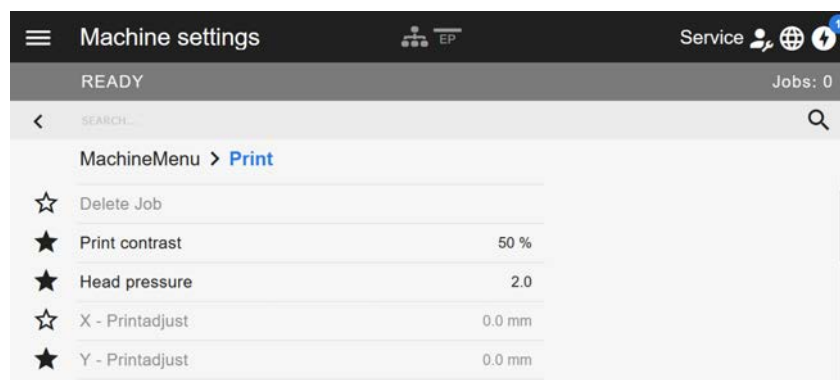 Machine settings EP Service 1
READY Jobs: 0
SEARCH...
MachineMenu > Print
Delete Job
Print contrast 50 %
Head pressure 2.0
X - Printadjust 0.0 mm
Y - Printadjust 0.0 mm